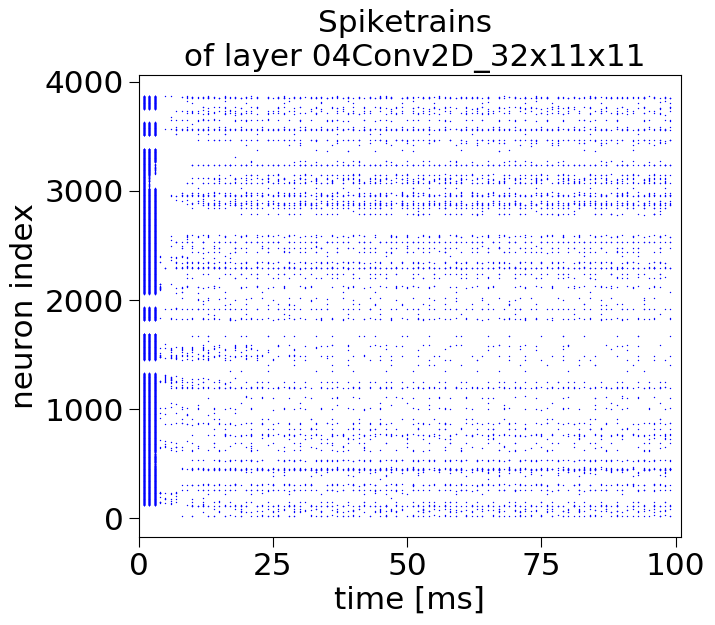 Spiketrains
of layer 04Conv2D_32x11x11
4000
3000
2000
1000
0
neuron index
0 25 50 75 100
time [ms]